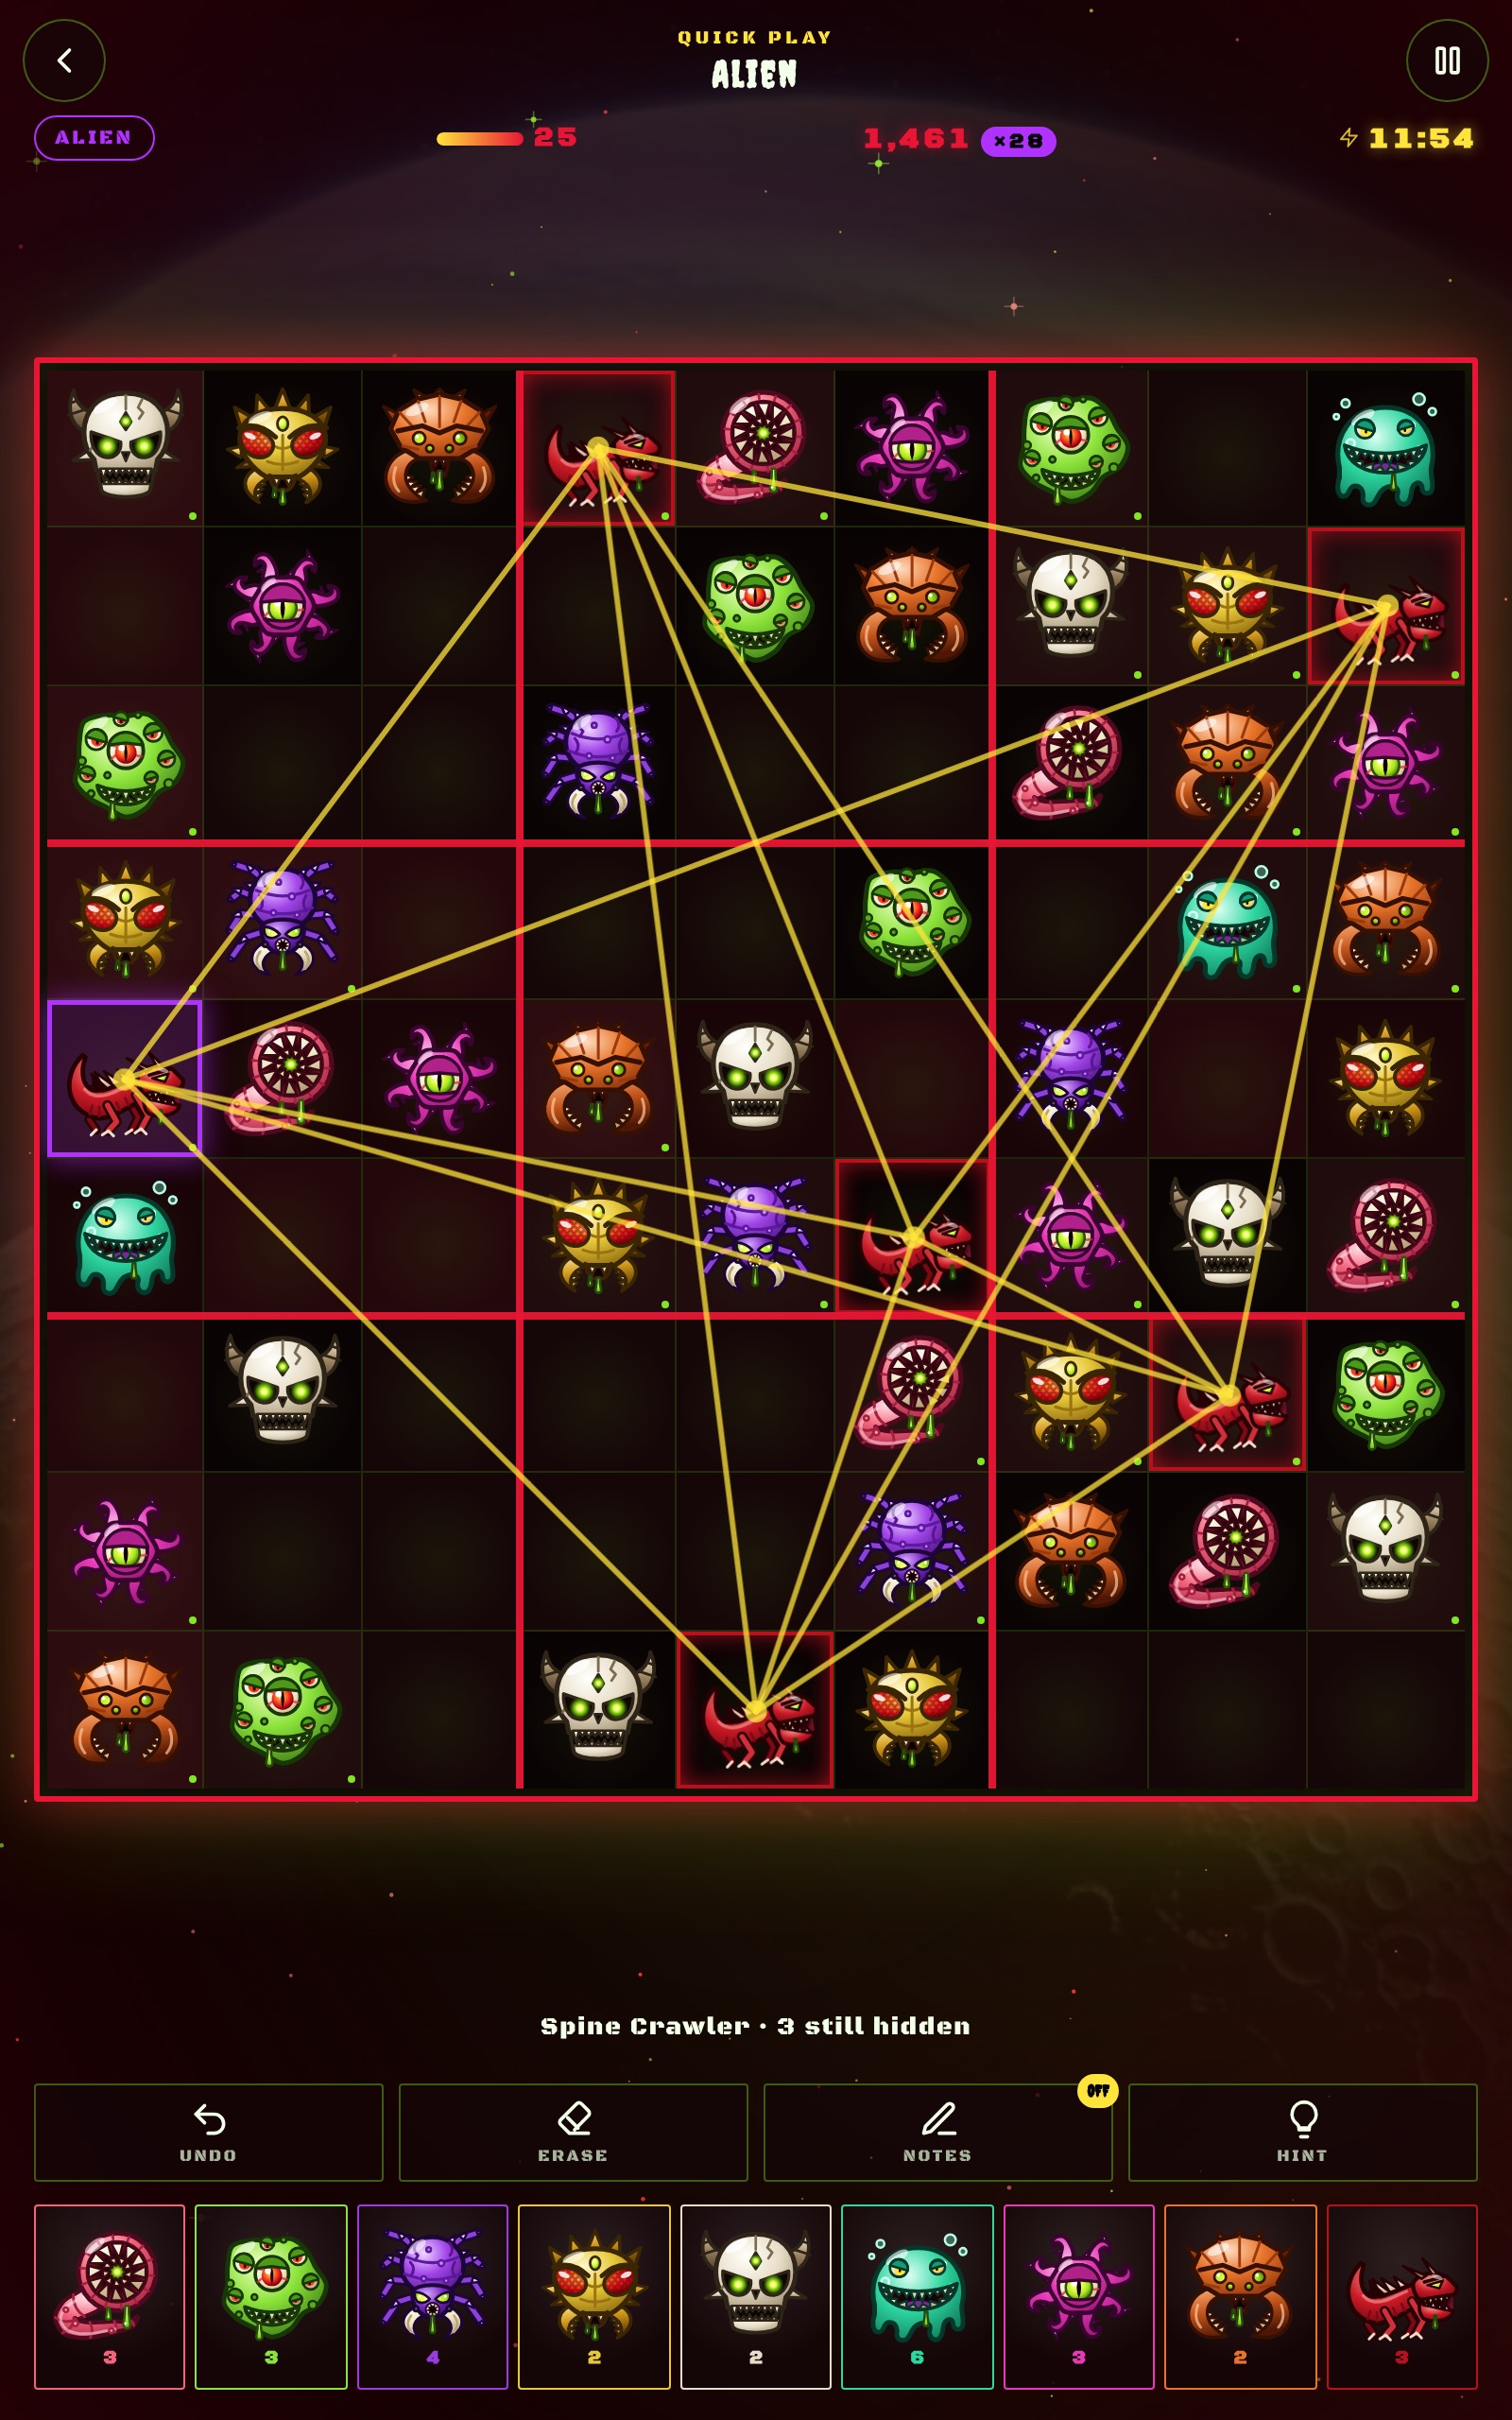 QUICK PLAY
ALIEN
ALIEN
25
1,461 ×28
11:54
Spine Crawler · 3 still hidden
OFF
UNDO
ERASE
NOTES
HINT
3
3
4
2
2
6
3
2
3